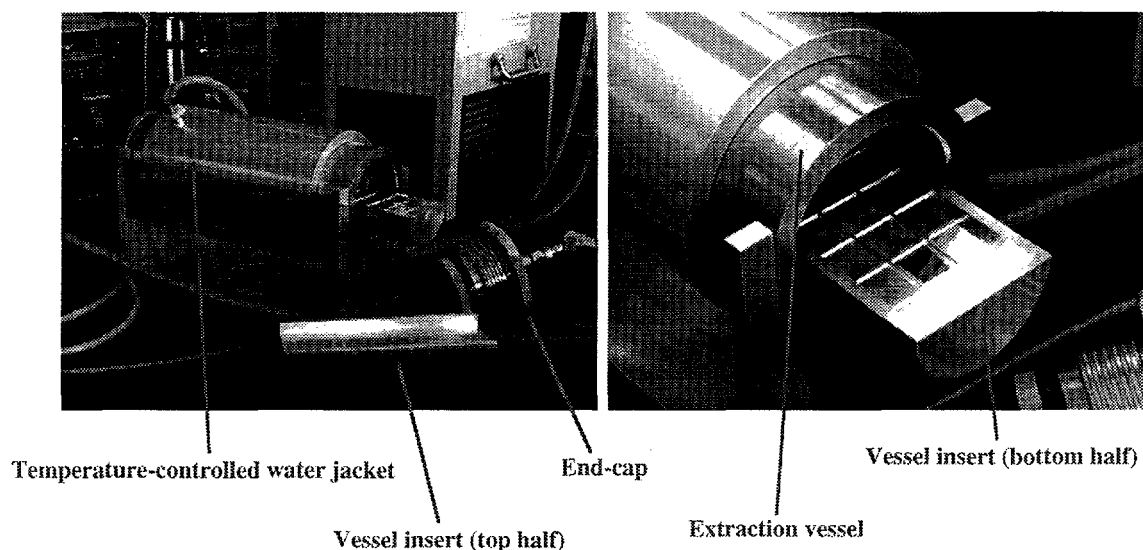 Temperature-controlled water jacket
End-cap
Vessel insert (bottom half)
Vessel insert (top half)
Extraction vessel